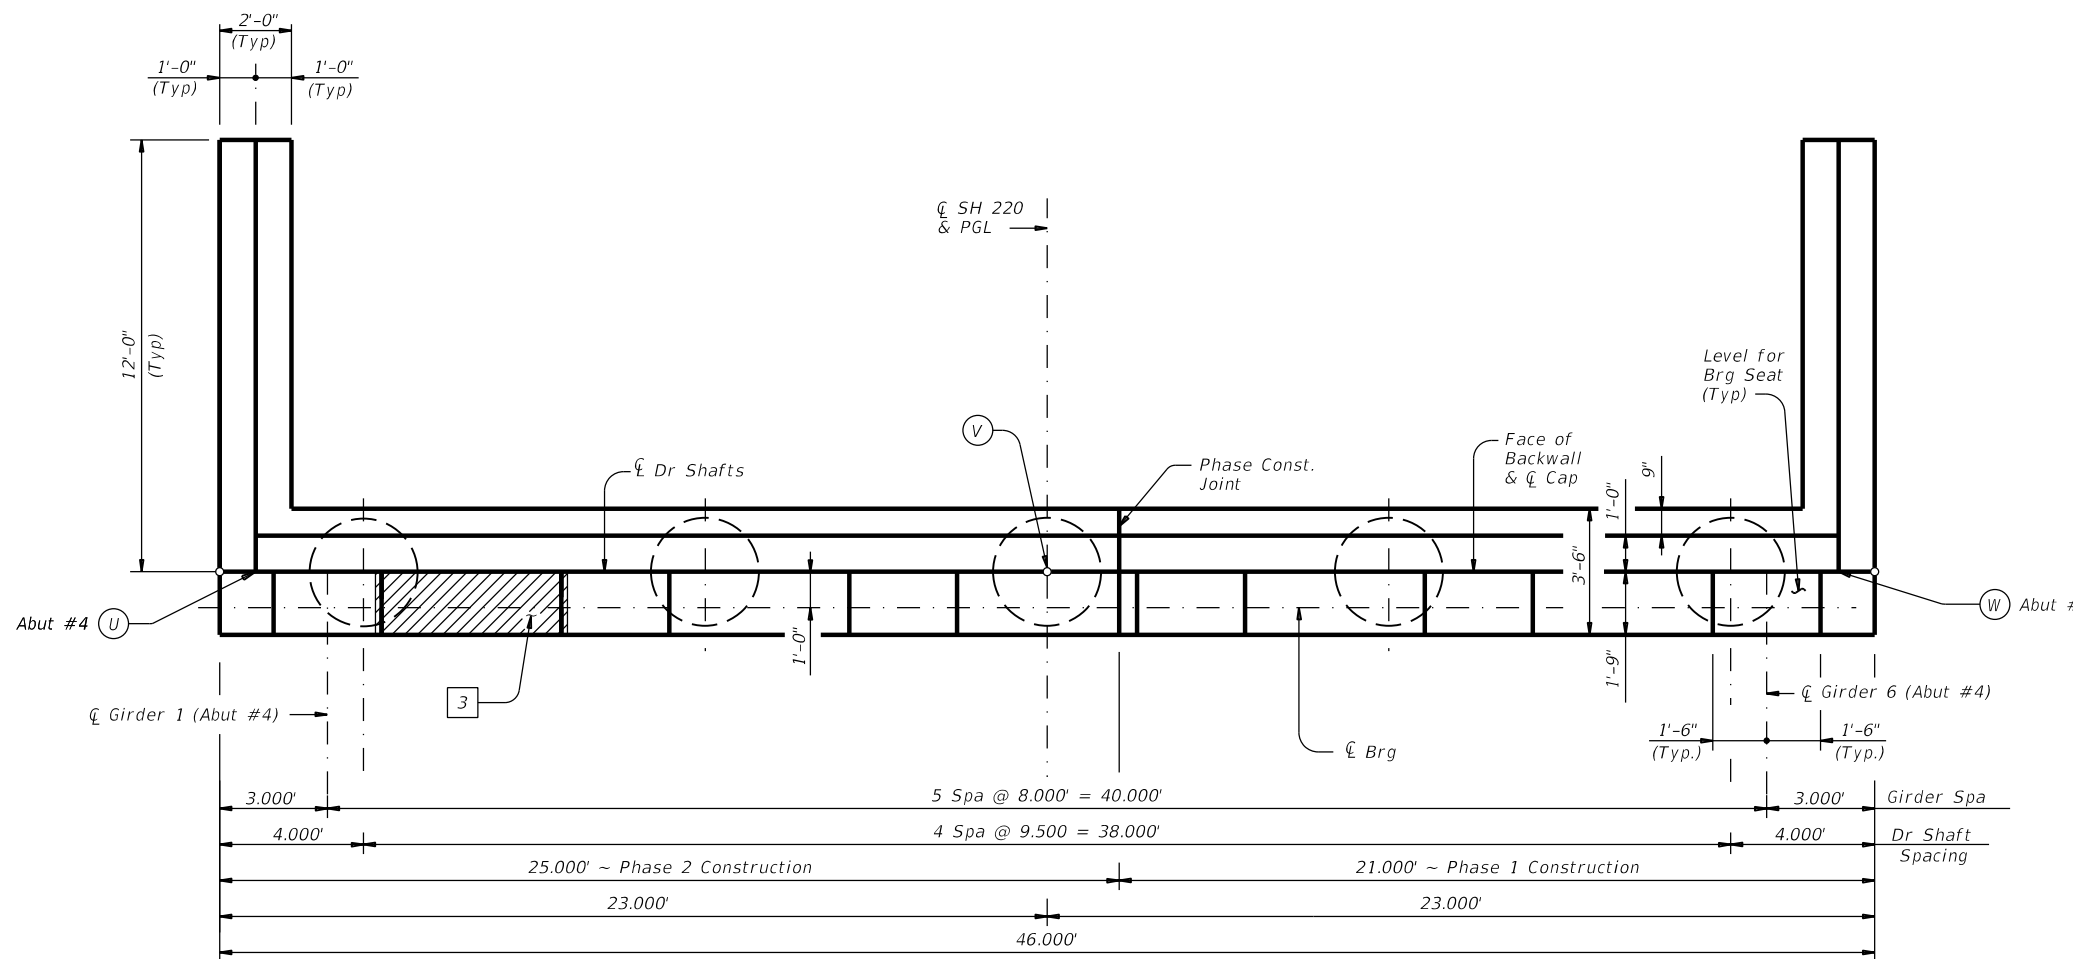 2'-0"
(Typ)
1'-0"
(Typ)
1'-0"
(Typ)
12'-0"
(Typ)
℄ SH 220
& PGL
V
Level for
Brg Seat
(Typ)
℄ Dr Shafts
Phase Const.
Joint
Face of
Backwall
& ℄ Cap
9"
1'-0"
3'-6"
1'-9"
1'-0"
Abut #4 U
W Abut #
3
℄ Girder 1 (Abut #4)
℄ Girder 6 (Abut #4)
1'-6"
(Typ.)
1'-6"
(Typ.)
℄ Brg
3.000'
5 Spa @ 8.000' = 40.000'
3.000'
Girder Spa
4.000'
4 Spa @ 9.500 = 38.000'
4.000'
Dr Shaft
Spacing
25.000' ~ Phase 2 Construction
21.000' ~ Phase 1 Construction
23.000'
23.000'
46.000'